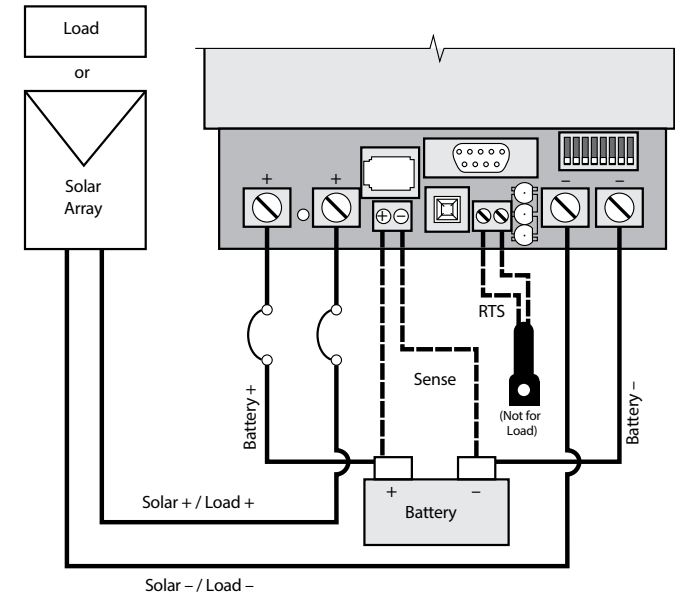 Load
or
Solar
Array
+
+
+ −
−
−
RTS
Sense
(Not for
Load)
Battery +
Battery −
+
−
Battery
Solar + / Load +
Solar – / Load –